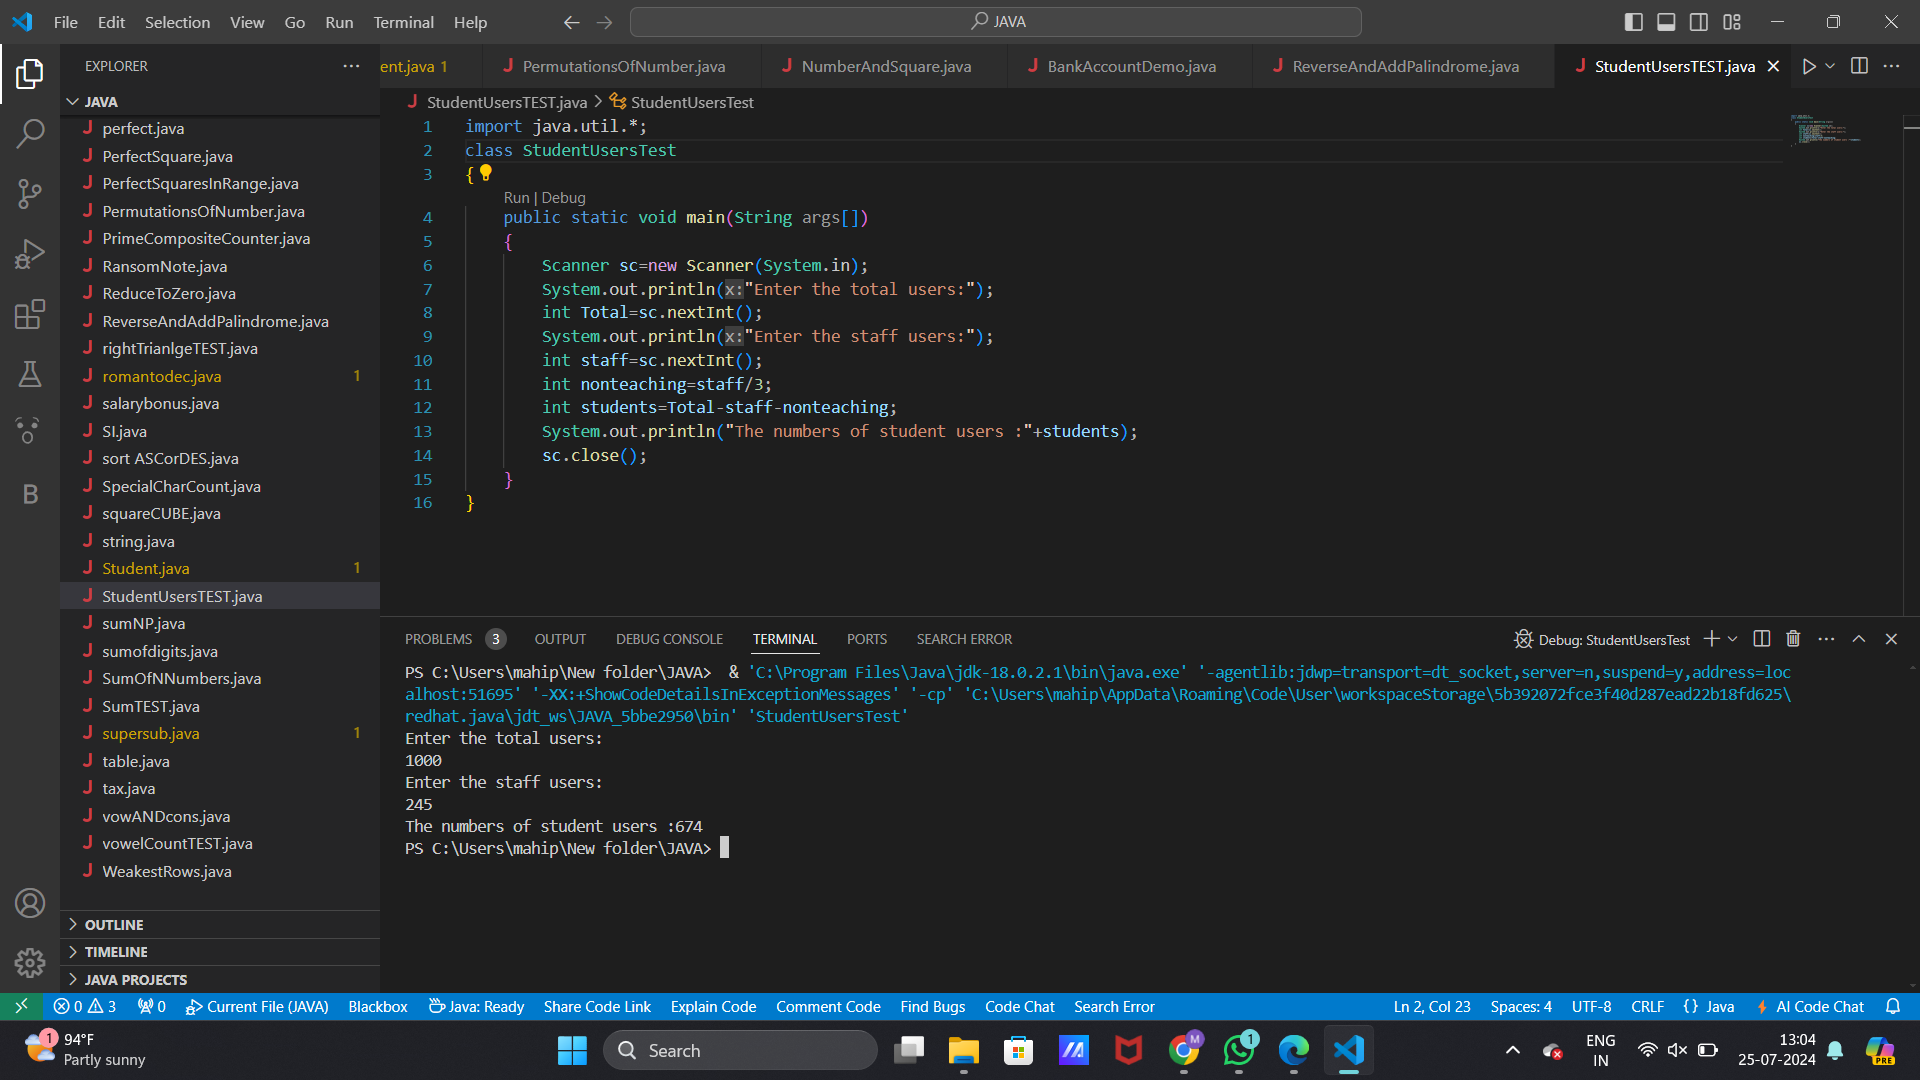 File Edit Selection View Go Run Terminal Help
JAVA
EXPLORER
ent.java 1
PermutationsOfNumber.java
NumberAndSquare.java
BankAccountDemo.java
ReverseAndAddPalindrome.java
StudentUsersTEST.java
JAVA
perfect.java
PerfectSquare.java
PerfectSquaresInRange.java
PermutationsOfNumber.java
PrimeCompositeCounter.java
RansomNote.java
ReduceToZero.java
ReverseAndAddPalindrome.java
rightTrianlgeTEST.java
romantodec.java 1
salarybonus.java
SI.java
sort ASCorDES.java
SpecialCharCount.java
squareCUBE.java
string.java
Student.java 1
StudentUsersTEST.java
sumNP.java
sumofdigits.java
SumOfNNumbers.java
SumTEST.java
supersub.java 1
table.java
tax.java
vowANDcons.java
vowelCountTEST.java
WeakestRows.java
OUTLINE
TIMELINE
JAVA PROJECTS
StudentUsersTEST.java > StudentUsersTest
1 import java.util.*;
2 class StudentUsersTest
3 {
Run | Debug
4 public static void main(String args[])
5 {
6 Scanner sc=new Scanner(System.in);
7 System.out.println(x:"Enter the total users:");
8 int Total=sc.nextInt();
9 System.out.println(x:"Enter the staff users:");
10 int staff=sc.nextInt();
11 int nonteaching=staff/3;
12 int students=Total-staff-nonteaching;
13 System.out.println("The numbers of student users :"+students);
14 sc.close();
15 }
16 }
PROBLEMS 3 OUTPUT DEBUG CONSOLE TERMINAL PORTS SEARCH ERROR
Debug: StudentUsersTest
PS C:\Users\mahip\New folder\JAVA>  & 'C:\Program Files\Java\jdk-18.0.2.1\bin\java.exe' '-agentlib:jdwp=transport=dt_socket,server=n,suspend=y,address=loc
alhost:51695' '-XX:+ShowCodeDetailsInExceptionMessages' '-cp' 'C:\Users\mahip\AppData\Roaming\Code\User\workspaceStorage\5b392072fce3f40d287ead22b18fd625\
redhat.java\jdt_ws\JAVA_5bbe2950\bin' 'StudentUsersTest'
Enter the total users:
1000
Enter the staff users:
245
The numbers of student users :674
PS C:\Users\mahip\New folder\JAVA>
0 3 0 Current File (JAVA) Blackbox Java: Ready Share Code Link Explain Code Comment Code Find Bugs Code Chat Search Error Ln 2, Col 23 Spaces: 4 UTF-8 CRLF {} Java AI Code Chat
1
94°F
Partly sunny
Search
M
1
ENG
IN
13:04
25-07-2024
PRE
B